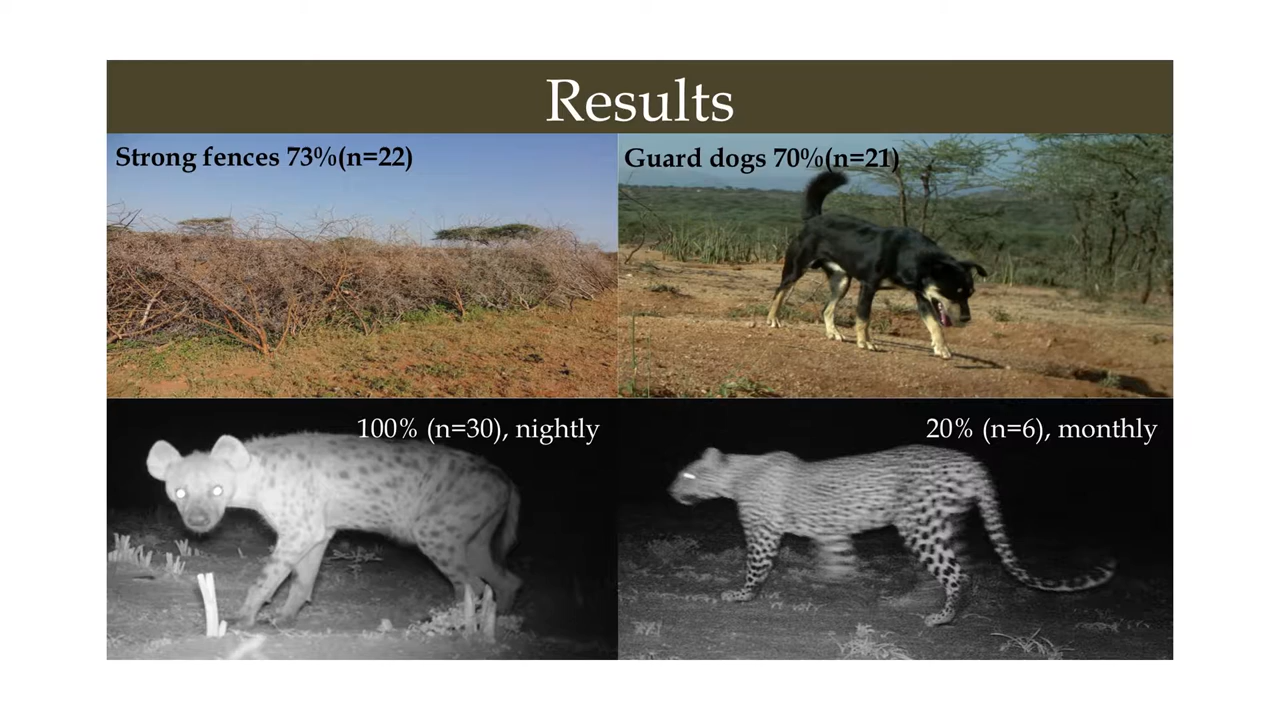 Results
Strong fences 73%(n=22)
Guard dogs 70%(n=21)
100% (n=30), nightly
20% (n=6), monthly